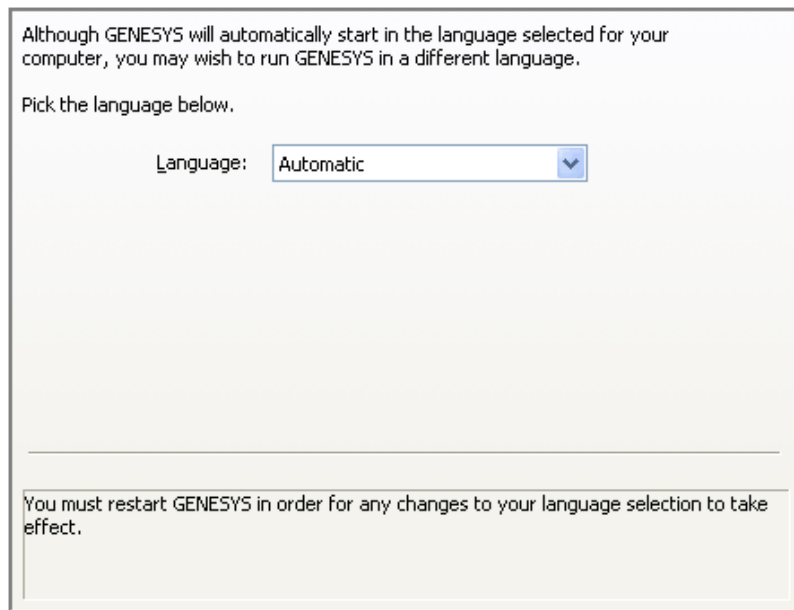 Although GENESYS will automatically start in the language selected for your
computer, you may wish to run GENESYS in a different language.
Pick the language below.
Language: Automatic
You must restart GENESYS in order for any changes to your language selection to take
effect.